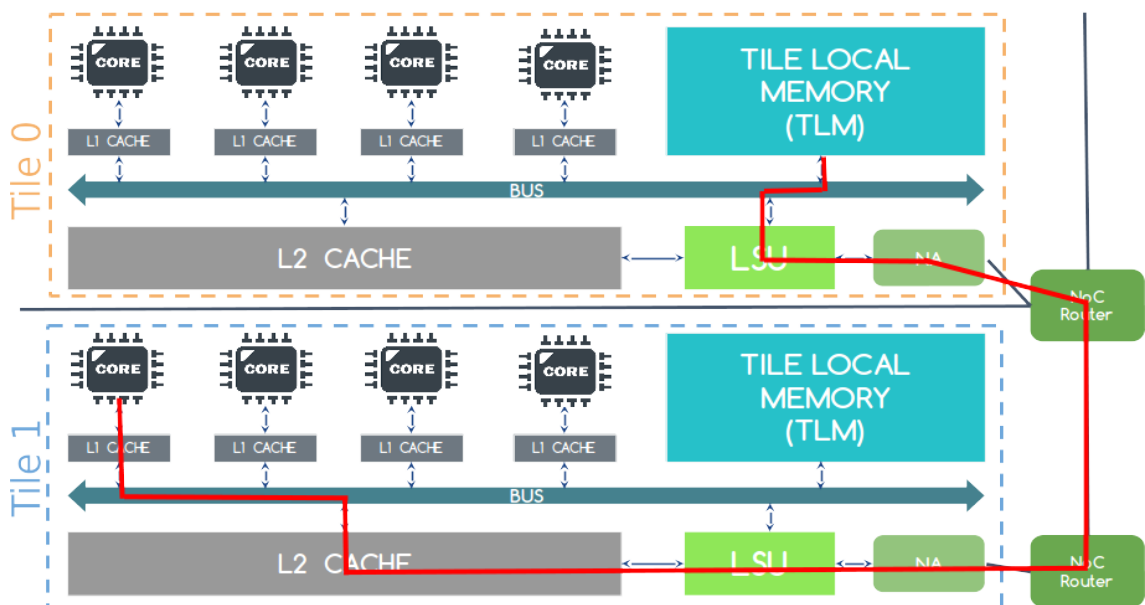 Tile 0
CORE
CORE
CORE
CORE
L1 CACHE
L1 CACHE
L1 CACHE
L1 CACHE
TILE LOCAL
MEMORY
(TLM)
BUS
L2 CACHE
LSU
NA
NoC
Router
Tile 1
CORE
CORE
CORE
CORE
L1 CACHE
L1 CACHE
L1 CACHE
L1 CACHE
TILE LOCAL
MEMORY
(TLM)
BUS
L2 CACHE
LSU
NA
NoC
Router